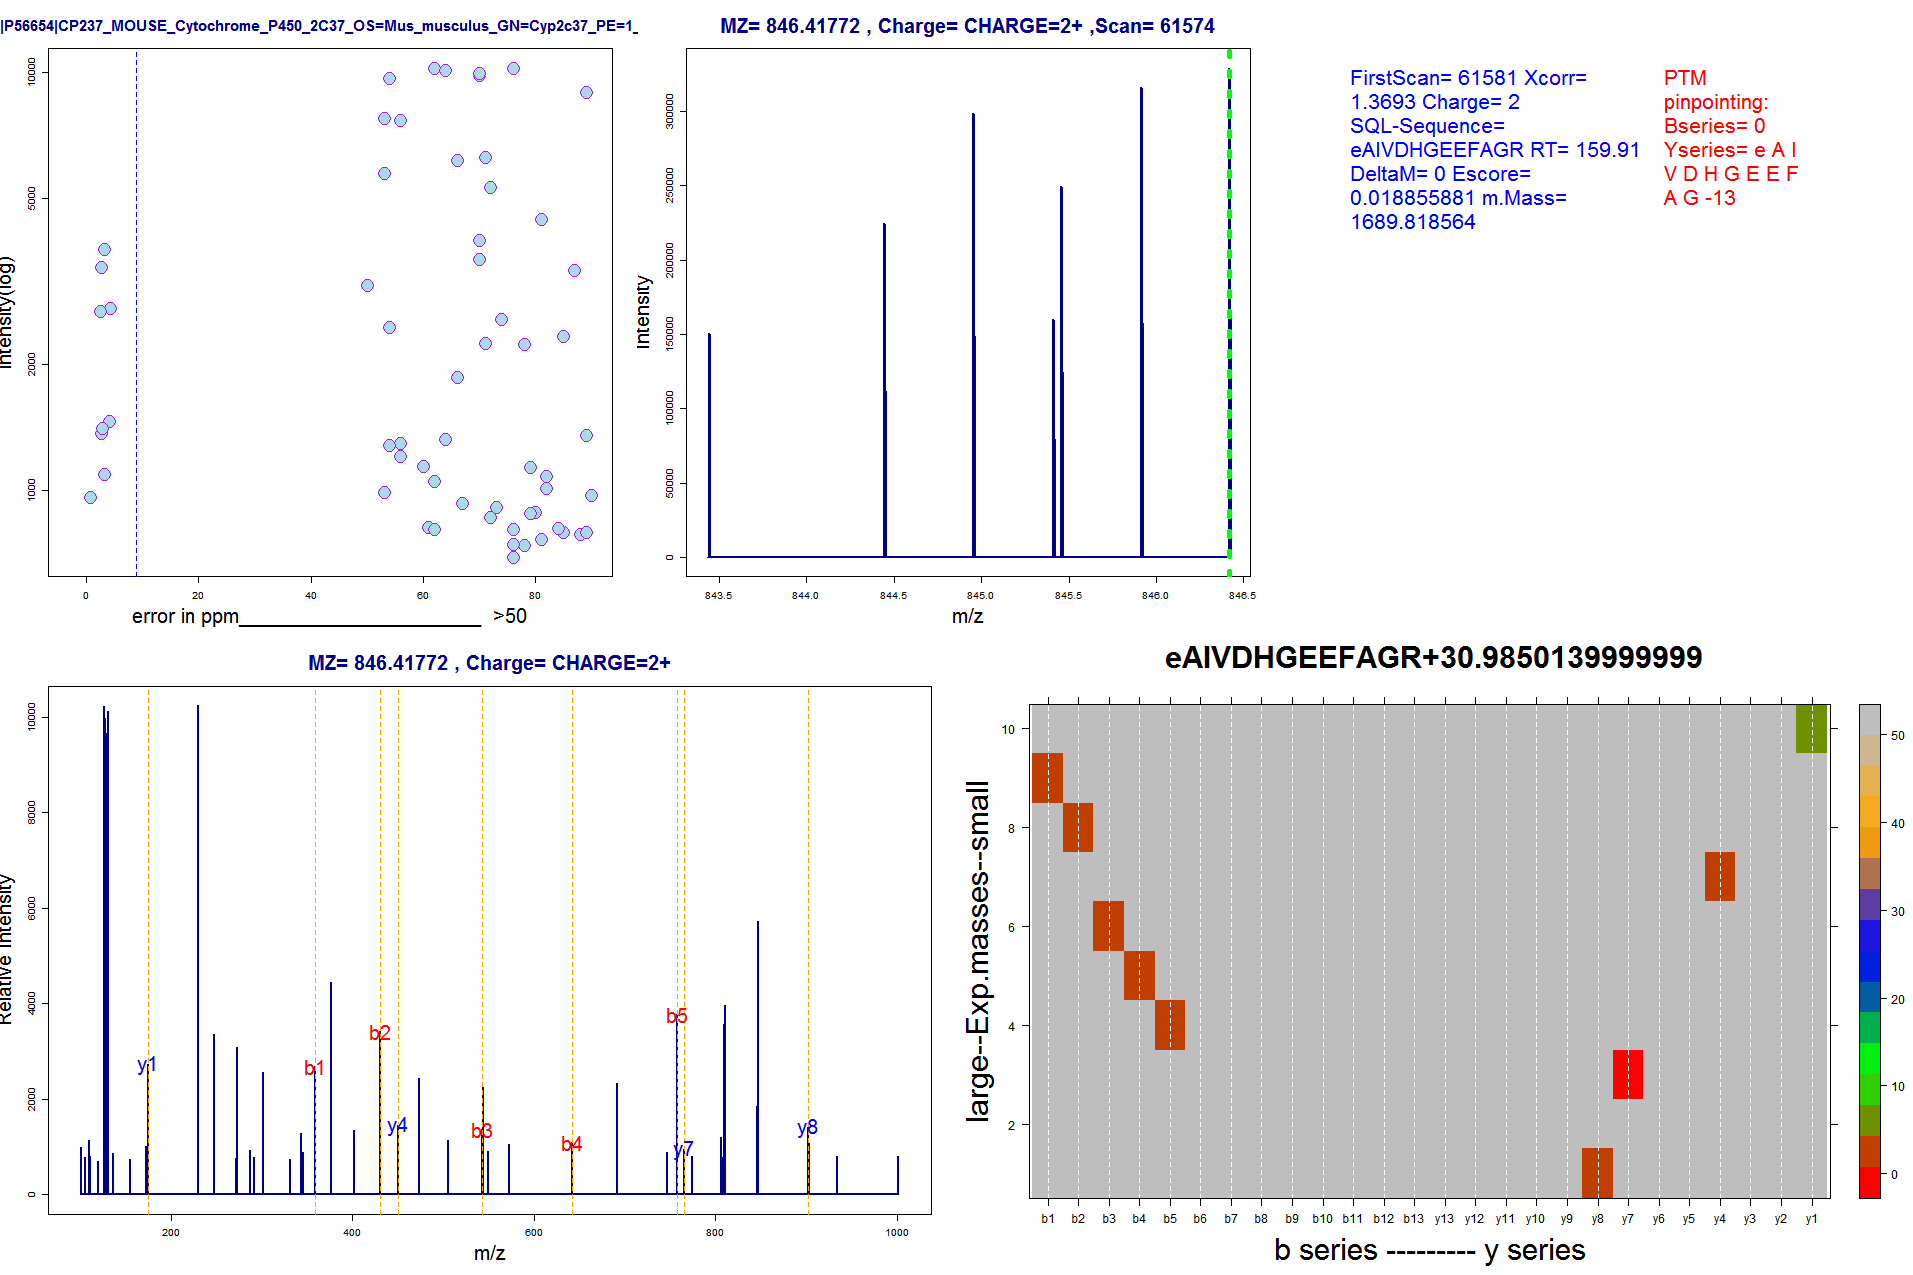 |P56654|CP237_MOUSE_Cytochrome_P450_2C37_OS=Mus_musculus_GN=Cyp2c37_PE=1_
Intensity(log)
10000
5000
2000
1000
0 20 40 60 80
error in ppm______________________ >50
MZ= 846.41772 , Charge= CHARGE=2+ ,Scan= 61574
Intensity
300000
250000
200000
150000
100000
50000
0
843.5 844.0 844.5 845.0 845.5 846.0 846.5
m/z
FirstScan= 61581 Xcorr=
1.3693 Charge= 2
SQL-Sequence=
eAIVDHGEEFAGR RT= 159.91
DeltaM= 0 Escore=
0.018855881 m.Mass=
1689.818564
PTM
pinpointing:
Bseries= 0
Yseries= e A I
V D H G E E F
A G -13
MZ= 846.41772 , Charge= CHARGE=2+
Relative Intensity
10000
8000
6000
4000
2000
0
y1
b1
b2
y4
b3
b4
b5
y7
y8
200 400 600 800 1000
m/z
eAIVDHGEEFAGR+30.9850139999999
large--Exp.masses--small
10
8
6
4
2
b1 b2 b3 b4 b5 b6 b7 b8 b9 b10 b11 b12 b13 y13 y12 y11 y10 y9 y8 y7 y6 y5 y4 y3 y2 y1
b series --------- y series
50
40
30
20
10
0